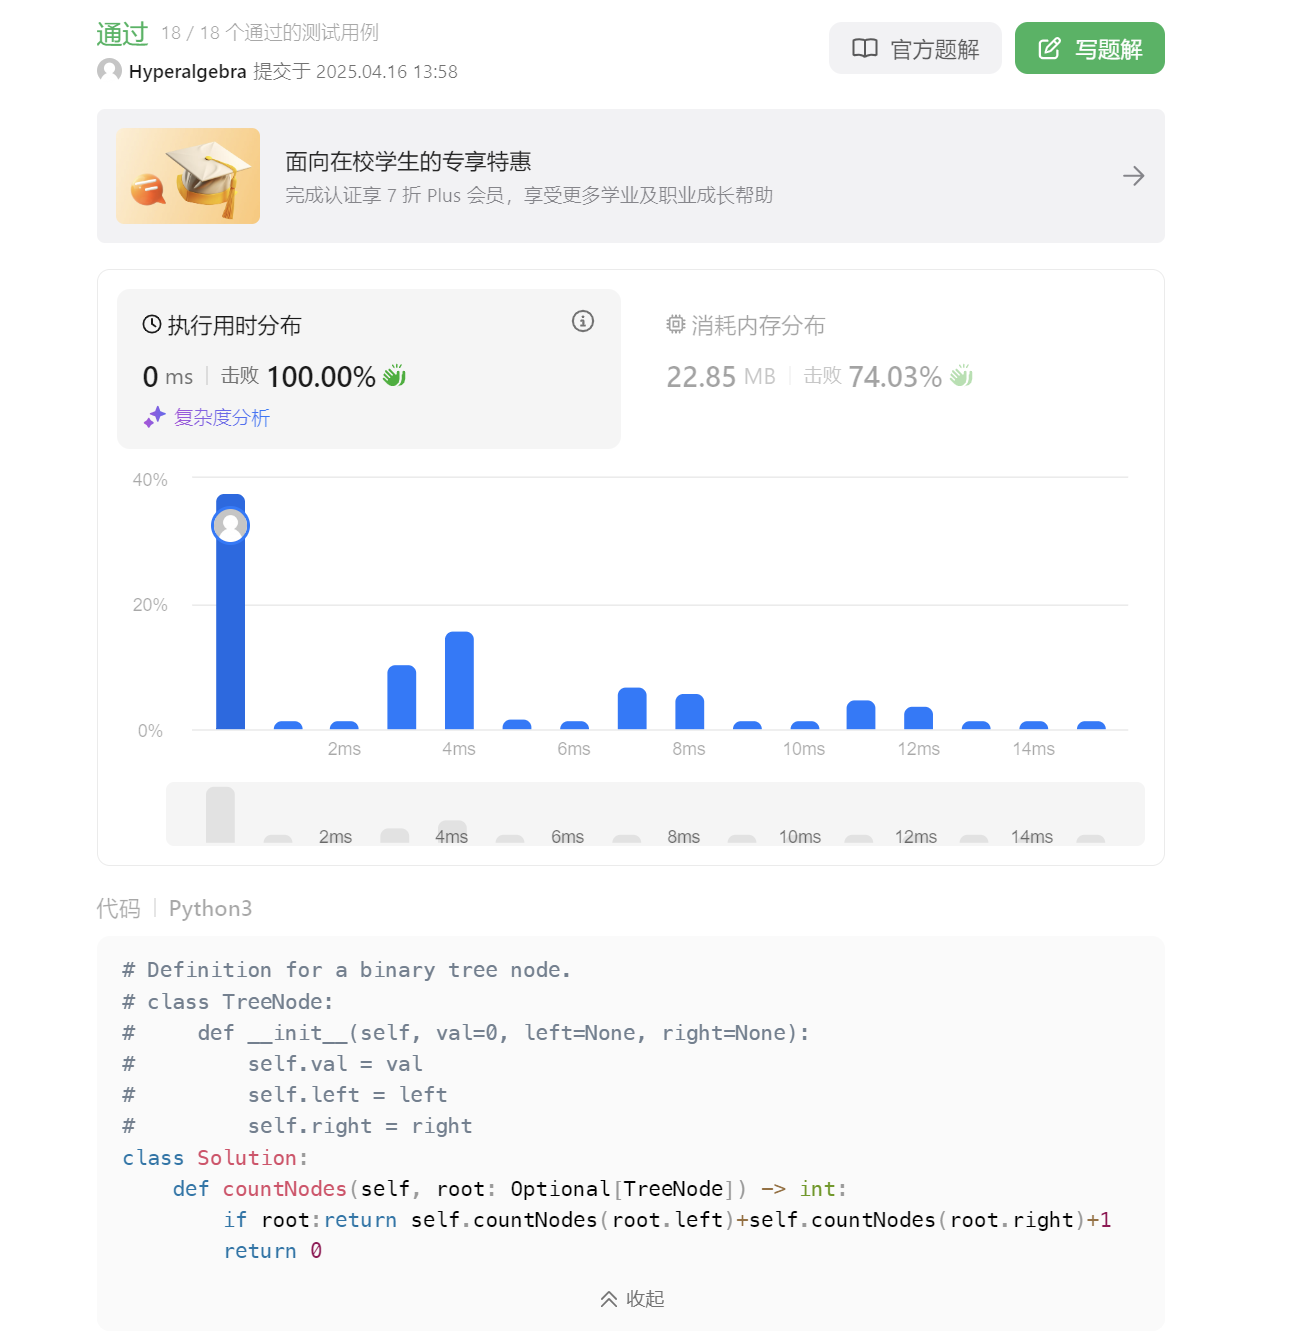 通过 18 / 18 个通过的测试用例
官方题解
写题解
Hyperalgebra 提交于 2025.04.16 13:58
面向在校学生的专享特惠
完成认证享 7 折 Plus 会员，享受更多学业及职业成长帮助
执行用时分布
0 ms 击败 100.00%
复杂度分析
消耗内存分布
22.85 MB 击败 74.03%
40%
20%
0%
2ms 4ms 6ms 8ms 10ms 12ms 14ms
2ms 4ms 6ms 8ms 10ms 12ms 14ms
代码 Python3
# Definition for a binary tree node.
# class TreeNode:
#     def __init__(self, val=0, left=None, right=None):
#         self.val = val
#         self.left = left
#         self.right = right
class Solution:
    def countNodes(self, root: Optional[TreeNode]) -> int:
        if root:return self.countNodes(root.left)+self.countNodes(root.right)+1
        return 0
收起